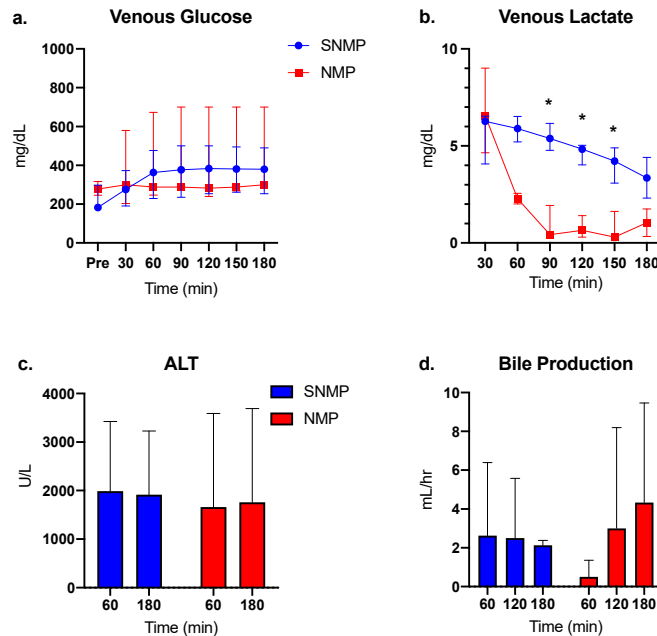 a. Venous Glucose
SNMP
NMP
mg/dL
1000
800
600
400
200
0
Pre 30 60 90 120 150 180
Time (min)
b. Venous Lactate
mg/dL
10
5
0
* * *
30 60 90 120 150 180
Time (min)
c. ALT
SNMP
NMP
U/L
4000
3000
2000
1000
0
60 180 60 180
Time (min)
d. Bile Production
mL/hr
10
8
6
4
2
0
60 120 180 60 120 180
Time (min)